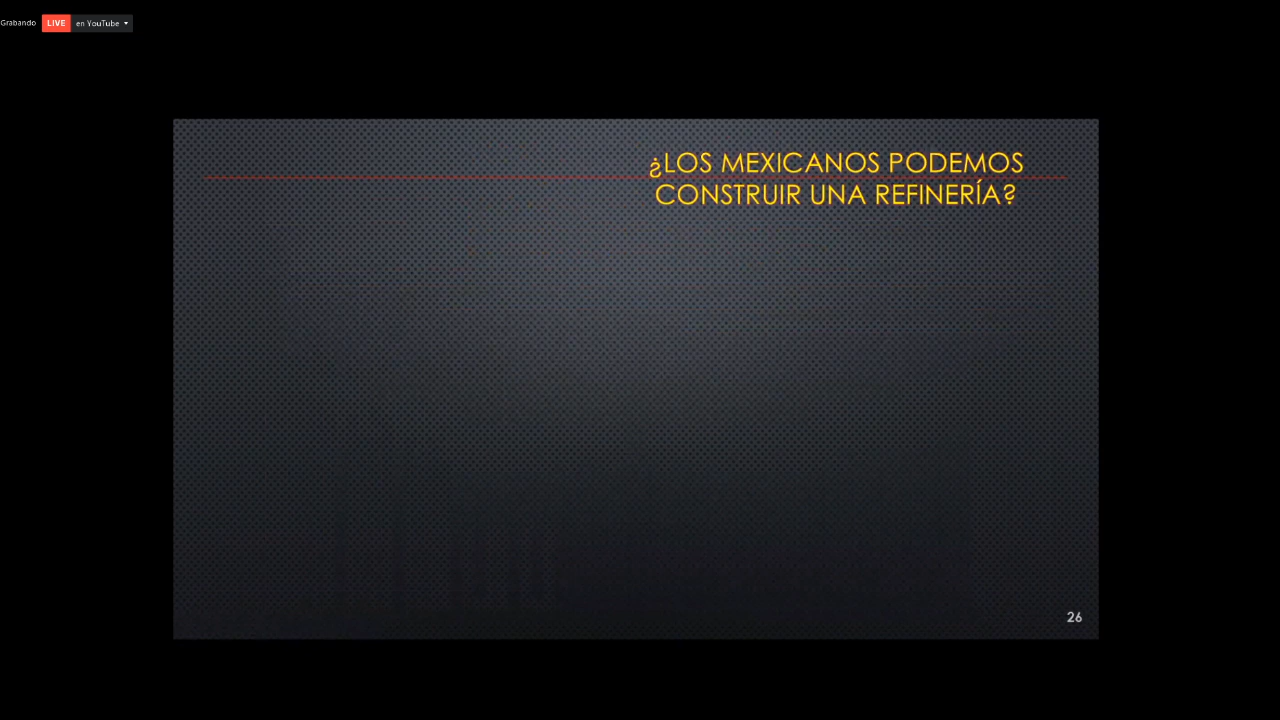 Grabando LIVE en YouTube
¿LOS MEXICANOS PODEMOS
CONSTRUIR UNA REFINERÍA?
26